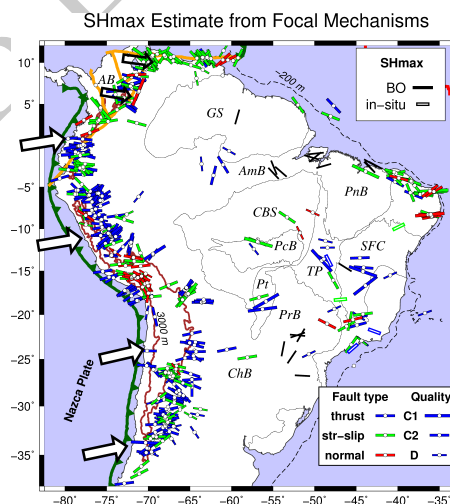 SHmax Estimate from Focal Mechanisms
10°
5°
−5°
−10°
−15°
−20°
−25°
−30°
−35°
AB
AB
GS
−200 m
SHmax
BO
in−situ
AmB
PnB
CBS
PcB
SFC
TP
Pt
PrB
3000 m
ChB
Nazca Plate
Fault type Quality
thrust C1
str−slip C2
normal D
−80° −75° −70° −65° −60° −55° −50° −45° −40° −35